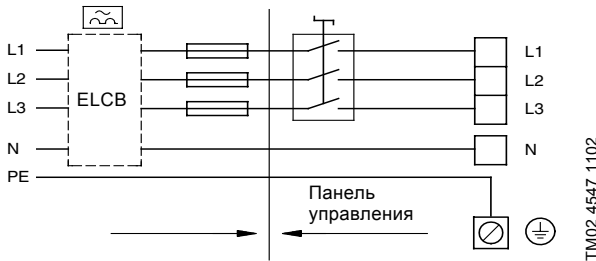 L1
L1
L2
L2
ELCB
L3
L3
N
N
PE
Панель
управления
TM02 4547 1102